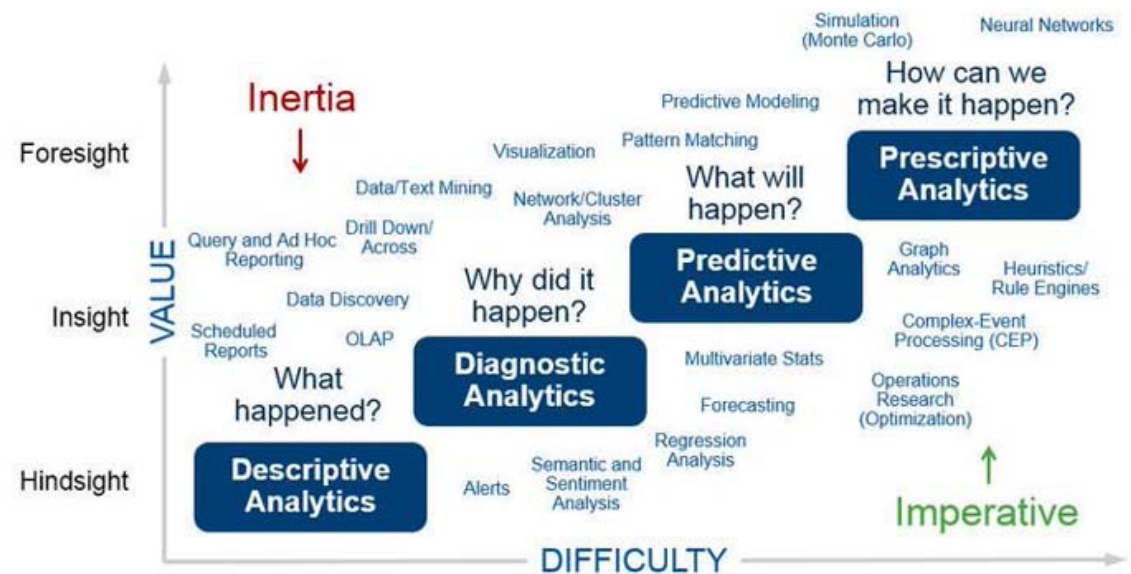 Simulation
(Monte Carlo)
Neural Networks
Inertia
How can we
make it happen?
Predictive Modeling
Foresight
Visualization
Pattern Matching
Prescriptive
Analytics
Data/Text Mining
Network/Cluster
Analysis
What will
happen?
Query and Ad Hoc
Reporting
Drill Down/
Across
VALUE
Why did it
happen?
Predictive
Analytics
Graph
Analytics
Heuristics/
Rule Engines
Data Discovery
Insight
Scheduled
Reports
OLAP
Complex-Event
Processing (CEP)
What
happened?
Diagnostic
Analytics
Multivariate Stats
Forecasting
Operations
Research
(Optimization)
Regression
Analysis
Hindsight
Descriptive
Analytics
Alerts
Semantic and
Sentiment
Analysis
Imperative
DIFFICULTY